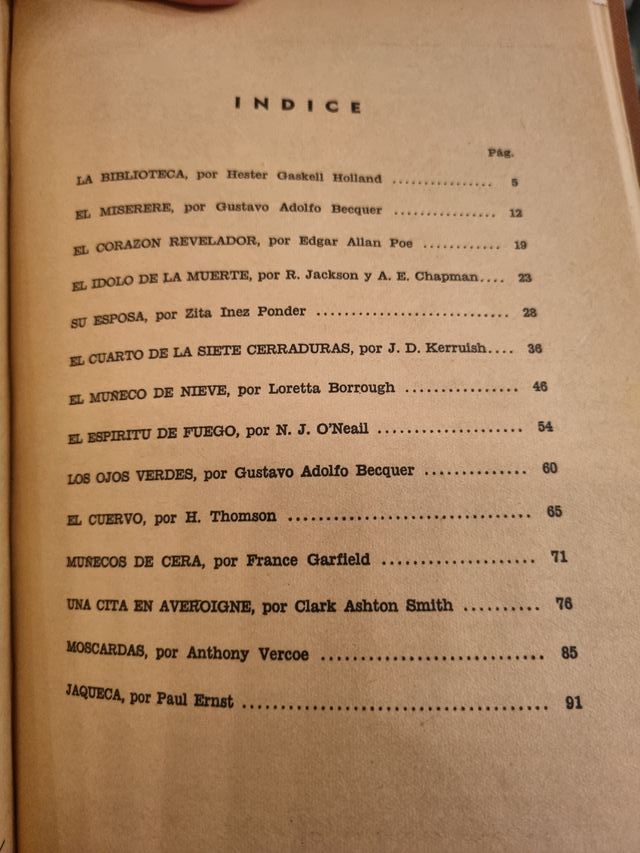 INDICE
Pág.
LA BIBLIOTECA, por Hester Gaskell Holland ................ 5
EL MISERERE, por Gustavo Adolfo Becquer ................ 12
EL CORAZON REVELADOR, por Edgar Allan Poe ............ 19
EL IDOLO DE LA MUERTE, por R. Jackson y A. E. Chapman.... 23
SU ESPOSA, por Zita Inez Ponder .............................. 28
EL CUARTO DE LA SIETE CERRADURAS, por J. D. Kerruish.... 36
EL MUÑECO DE NIEVE, por Loretta Borrough .................. 46
EL ESPIRITU DE FUEGO, por N. J. O'Neail ...................... 54
LOS OJOS VERDES, por Gustavo Adolfo Becquer .............. 60
EL CUERVO, por H. Thomson .................................. 65
MUÑECOS DE CERA, por France Garfield ...................... 71
UNA CITA EN AVEROIGNE, por Clark Ashton Smith .......... 76
MOSCARDAS, por Anthony Vercoe .............................. 85
JAQUECA, por Paul Ernst ........................................ 91